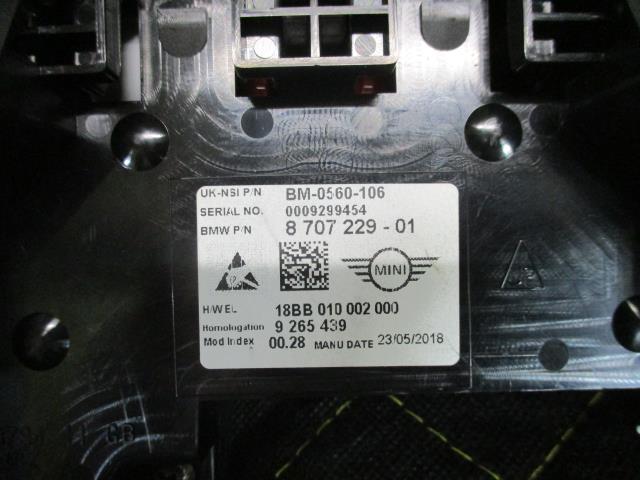 UK-NSI P/N BM-0560-106
SERIAL NO. 0009299454
BMW P/N 8 707 229 - 01
MINI
H/W EL 18BB 010 002 000
Homologation 9 265 439
Mod Index 00.28 MANU DATE 23/05/2018